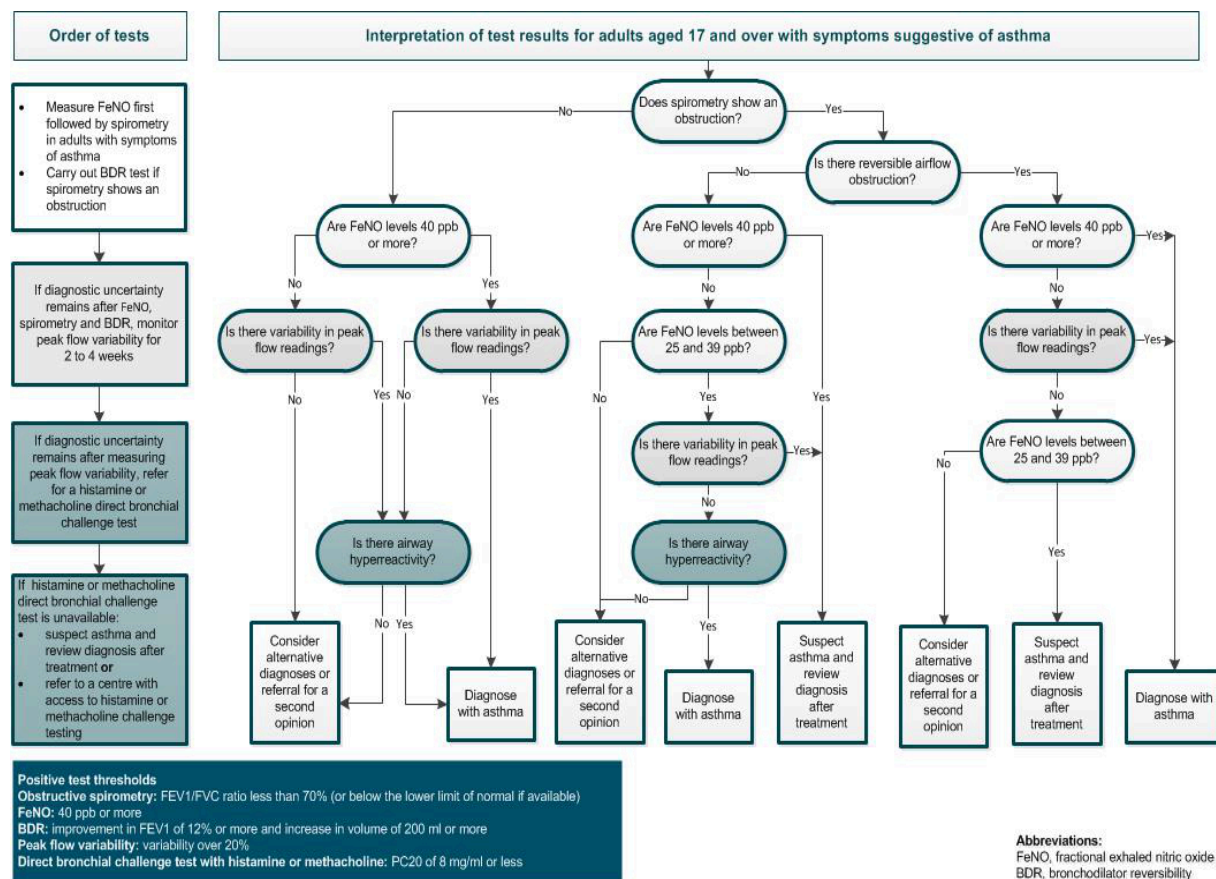 Order of tests
Interpretation of test results for adults aged 17 and over with symptoms suggestive of asthma
• Measure FeNO first
followed by spirometry
in adults with symptoms
of asthma
• Carry out BDR test if
spirometry shows an
obstruction
If diagnostic uncertainty
remains after FeNO,
spirometry and BDR, monitor
peak flow variability for
2 to 4 weeks
If diagnostic uncertainty
remains after measuring
peak flow variability, refer
for a histamine or
methacholine direct bronchial
challenge test
If histamine or methacholine
direct bronchial challenge
test is unavailable:
• suspect asthma and
review diagnosis after
treatment or
• refer to a centre with
access to histamine or
methacholine challenge
testing
Does spirometry show an
obstruction?
No
Yes
Is there reversible airflow
obstruction?
No
Yes
Are FeNO levels 40 ppb
or more?
No
Yes
Is there variability in peak
flow readings?
Is there variability in peak
flow readings?
No
Yes
No
Yes
Is there airway
hyperreactivity?
No
Yes
Consider
alternative
diagnoses or
referral for a
second
opinion
Diagnose
with asthma
Are FeNO levels 40 ppb
or more?
No
Yes
Are FeNO levels between
25 and 39 ppb?
No
Yes
Is there variability in peak
flow readings?
Yes
No
Is there airway
hyperreactivity?
No
Yes
Consider
alternative
diagnoses or
referral for a
second
opinion
Diagnose
with asthma
Suspect
asthma and
review
diagnosis
after
treatment
Are FeNO levels 40 ppb
or more?
Yes
No
Is there variability in peak
flow readings?
Yes
No
Are FeNO levels between
25 and 39 ppb?
No
Yes
Consider
alternative
diagnoses or
referral for a
second
opinion
Suspect
asthma and
review
diagnosis
after
treatment
Diagnose
with
asthma
Positive test thresholds
Obstructive spirometry: FEV1/FVC ratio less than 70% (or below the lower limit of normal if available)
FeNO: 40 ppb or more
BDR: improvement in FEV1 of 12% or more and increase in volume of 200 ml or more
Peak flow variability: variability over 20%
Direct bronchial challenge test with histamine or methacholine: PC20 of 8 mg/ml or less
Abbreviations:
FeNO, fractional exhaled nitric oxide
BDR, bronchodilator reversibility